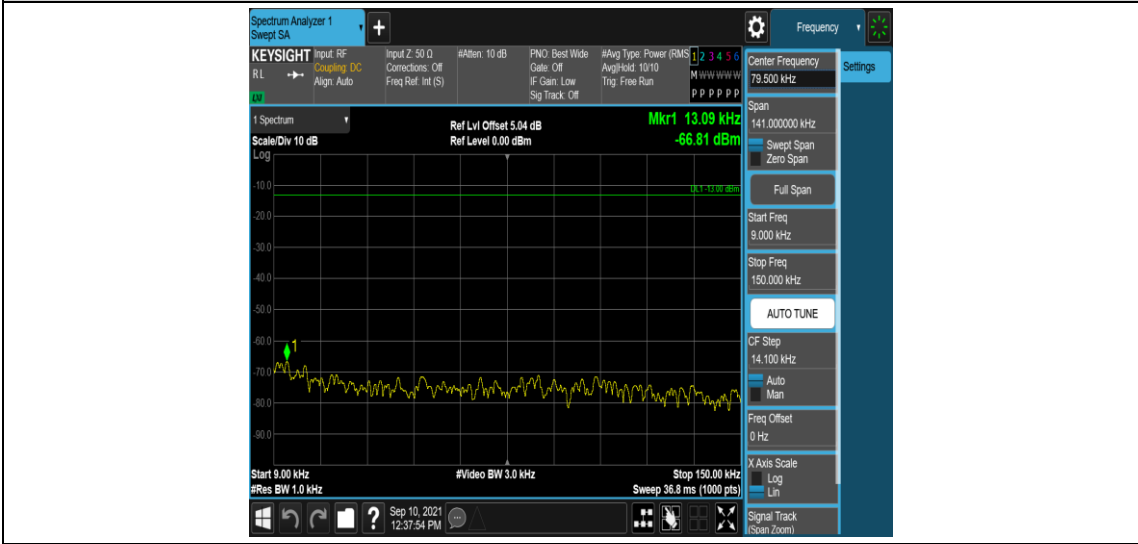 Spectrum Analyzer 1
Swept SA
+
Frequency
KEYSIGHT
RL
Input: RF
Coupling: DC
Align: Auto
Input Z: 50 Ω
Corrections: Off
Freq Ref: Int (S)
#Atten: 10 dB
PNO: Best Wide
Gate: Off
IF Gain: Low
Sig Track: Off
#Avg Type: Power (RMS
Avg|Hold: 10/10
Trig: Free Run
1 2 3 4 5 6
M W W W W W
P P P P P P
1 Spectrum
Scale/Div 10 dB
Log
Ref Lvl Offset 5.04 dB
Ref Level 0.00 dBm
Mkr1 13.09 kHz
-66.81 dBm
DL1 -13.00 dBm
-10.0
-20.0
-30.0
-40.0
-50.0
-60.0
-70.0
-80.0
-90.0
1
Start 9.00 kHz
#Res BW 1.0 kHz
#Video BW 3.0 kHz
Stop 150.00 kHz
Sweep 36.8 ms (1000 pts)
Center Frequency
79.500 kHz
Settings
Span
141.000000 kHz
Swept Span
Zero Span
Full Span
Start Freq
9.000 kHz
Stop Freq
150.000 kHz
AUTO TUNE
CF Step
14.100 kHz
Auto
Man
Freq Offset
0 Hz
X Axis Scale
Log
Lin
Signal Track
(Span Zoom)
?
Sep 10, 2021
12:37:54 PM